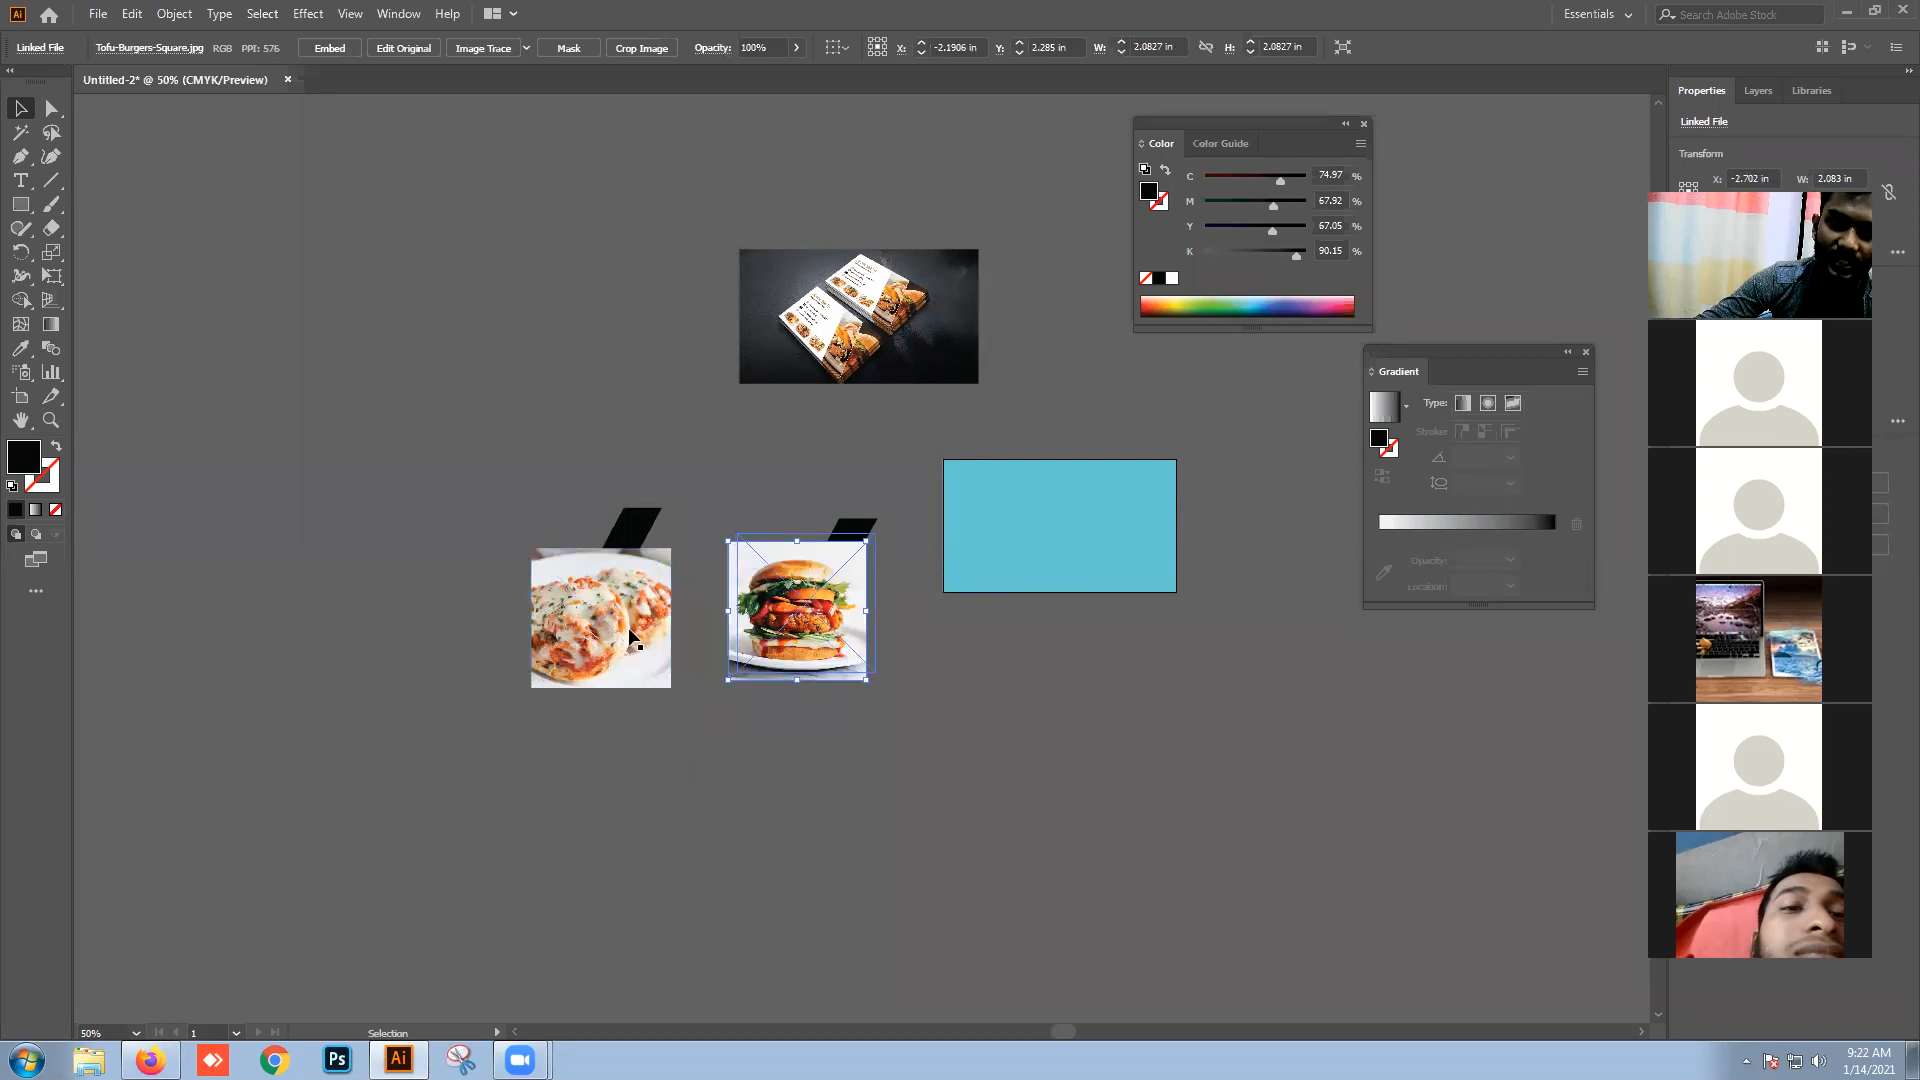 Ai File Edit Object Type Select Effect View Window Help Essentials Search Adobe Stock
Linked File Tofu-Burgers-Square.jpg RGB PPI: 576 Embed Edit Original Image Trace Mask Crop Image Opacity: 100% X: -2.1906 in Y: 2.285 in W: 2.0827 in H: 2.0827 in
Untitled-2* @ 50% (CMYK/Preview)
Properties Layers Libraries
Linked File
Transform
X: -2.702 in W: 2.083 in
Color Color Guide
C 74.97 %
M 67.92 %
Y 67.05 %
K 90.15 %
Gradient
Type:
Stroke:
Opacity:
Location:
50% 1 Selection
Ps Ai
9:22 AM
1/14/2021